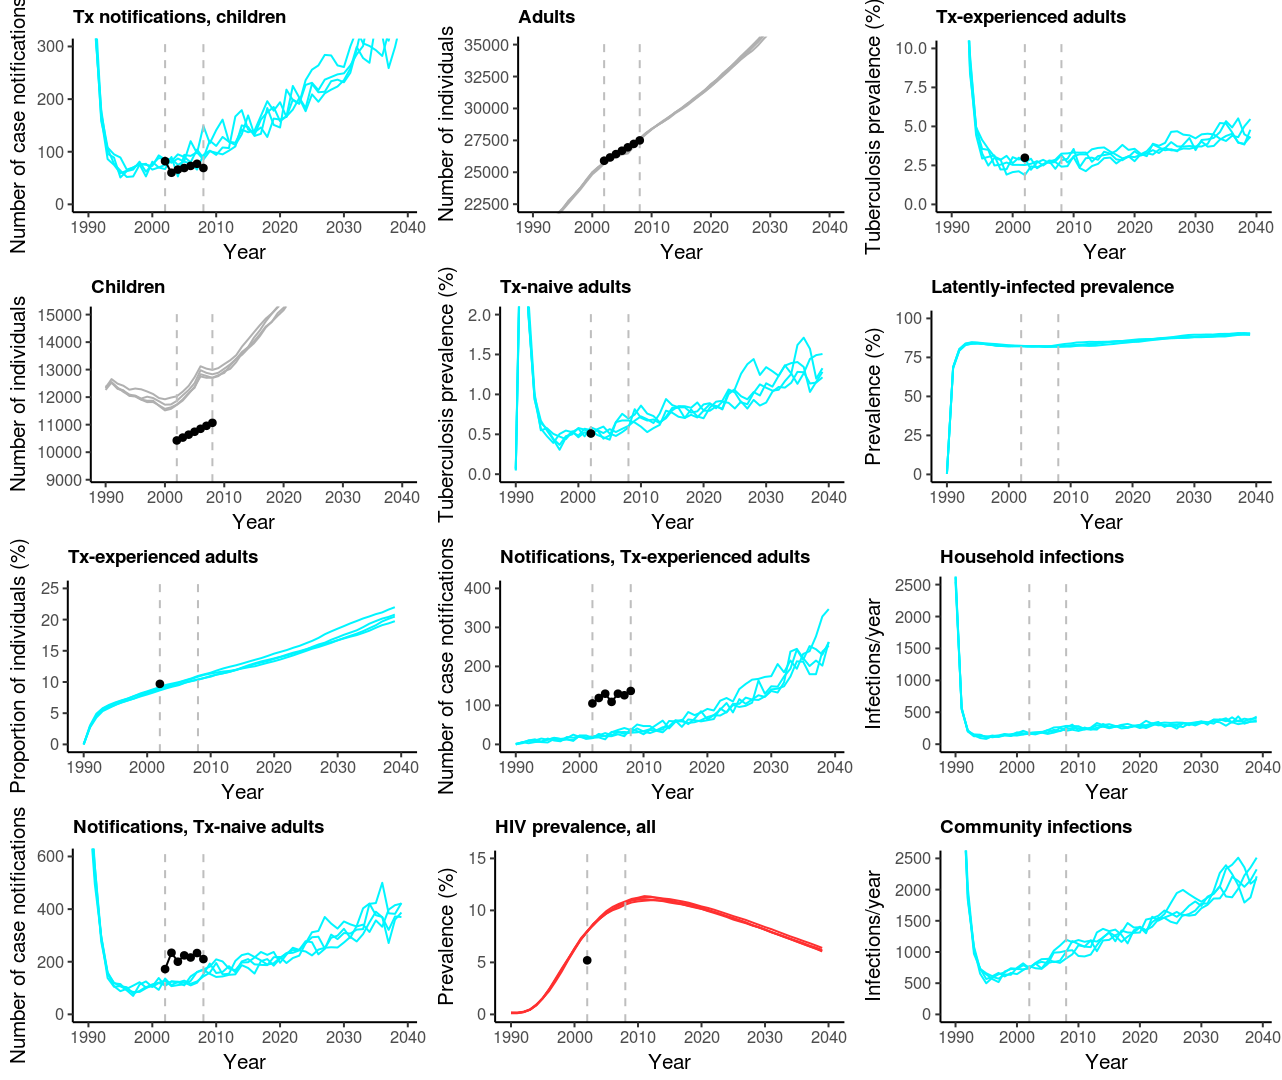 Tx notifications, children
Number of case notifications
300
200
100
0
1990 2000 2010 2020 2030 2040
Year
Adults
Number of individuals
35000
32500
30000
27500
25000
22500
1990 2000 2010 2020 2030 2040
Year
Tx-experienced adults
Tuberculosis prevalence (%)
10.0
7.5
5.0
2.5
0.0
1990 2000 2010 2020 2030 2040
Year
Children
Number of individuals
15000
14000
13000
12000
11000
10000
9000
1990 2000 2010 2020 2030 2040
Year
Tx-naive adults
Tuberculosis prevalence (%)
2.0
1.5
1.0
0.5
0.0
1990 2000 2010 2020 2030 2040
Year
Latently-infected prevalence
Prevalence (%)
100
75
50
25
0
1990 2000 2010 2020 2030 2040
Year
Tx-experienced adults
Proportion of individuals (%)
25
20
15
10
5
0
1990 2000 2010 2020 2030 2040
Year
Notifications, Tx-experienced adults
Number of case notifications
400
300
200
100
0
1990 2000 2010 2020 2030 2040
Year
Household infections
Infections/year
2500
2000
1500
1000
500
0
1990 2000 2010 2020 2030 2040
Year
Notifications, Tx-naive adults
Number of case notifications
600
400
200
0
1990 2000 2010 2020 2030 2040
Year
HIV prevalence, all
Prevalence (%)
15
10
5
0
1990 2000 2010 2020 2030 2040
Year
Community infections
Infections/year
2500
2000
1500
1000
500
0
1990 2000 2010 2020 2030 2040
Year